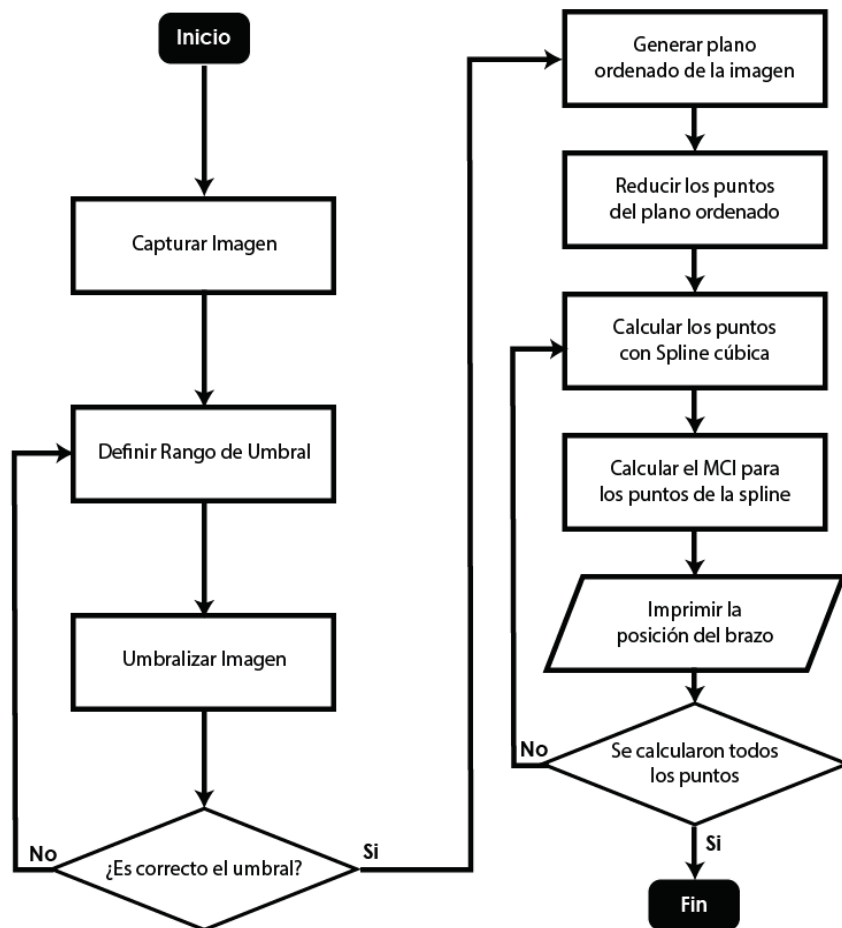 Inicio
Capturar Imagen
Definir Rango de Umbral
Umbralizar Imagen
¿Es correcto el umbral?
No
Si
Generar plano
ordenado de la imagen
Reducir los puntos
del plano ordenado
Calcular los puntos
con Spline cúbica
Calcular el MCI para
los puntos de la spline
Imprimir la
posición del brazo
Se calcularon todos
los puntos
No
Si
Fin